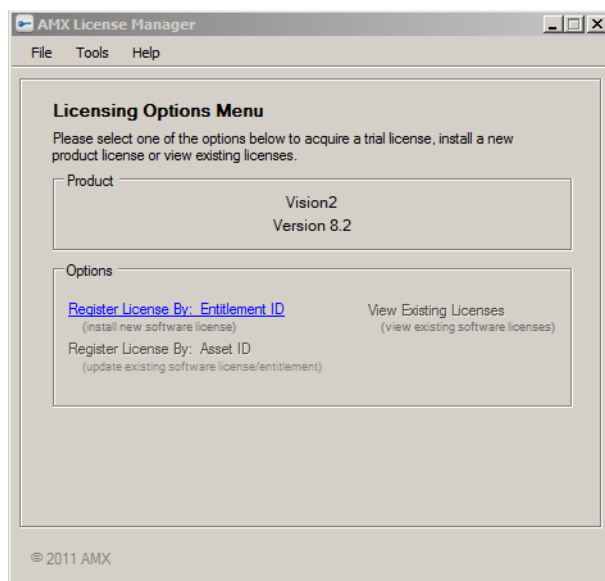 AMX License Manager
File Tools Help
Licensing Options Menu
Please select one of the options below to acquire a trial license, install a new
product license or view existing licenses.
Product
Vision2
Version 8.2
Options
Register License By: Entitlement ID
(install new software license)
Register License By: Asset ID
(update existing software license/entitlement)
View Existing Licenses
(view existing software licenses)
© 2011 AMX